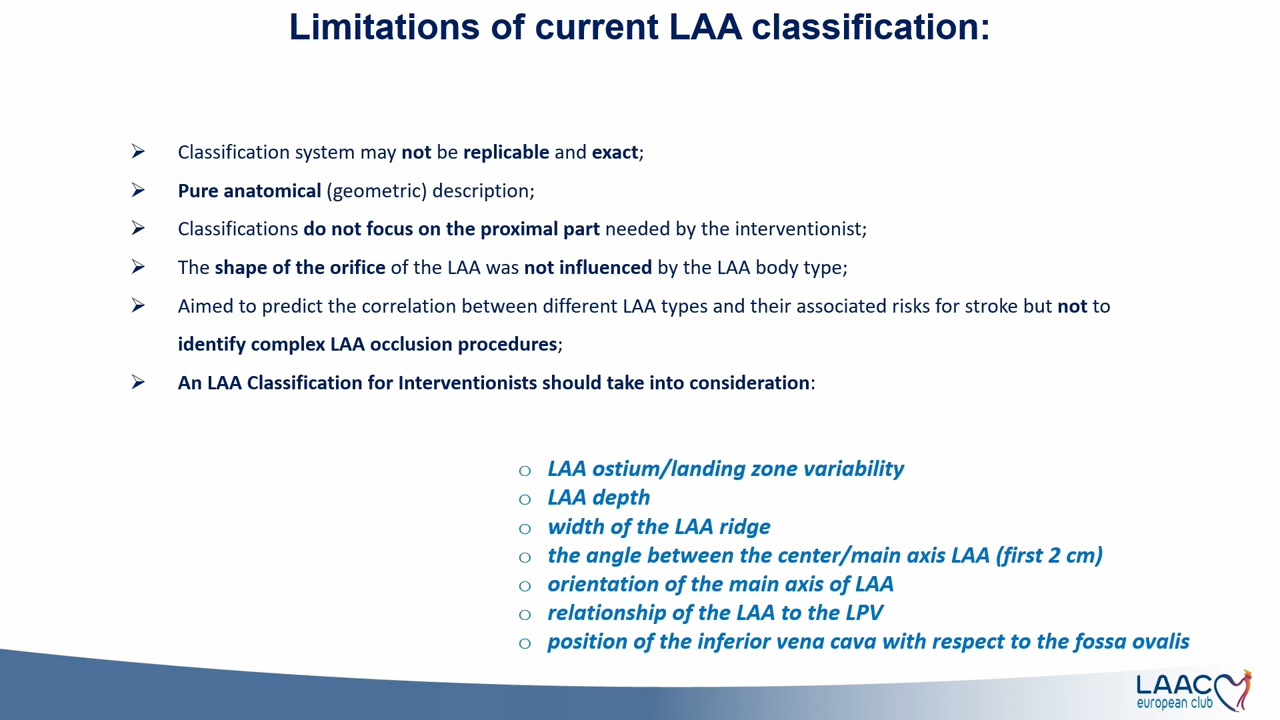 Limitations of current LAA classification:
➢ Classification system may not be replicable and exact;
➢ Pure anatomical (geometric) description;
➢ Classifications do not focus on the proximal part needed by the interventionist;
➢ The shape of the orifice of the LAA was not influenced by the LAA body type;
➢ Aimed to predict the correlation between different LAA types and their associated risks for stroke but not to
identify complex LAA occlusion procedures;
➢ An LAA Classification for Interventionists should take into consideration:
o LAA ostium/landing zone variability
o LAA depth
o width of the LAA ridge
o the angle between the center/main axis LAA (first 2 cm)
o orientation of the main axis of LAA
o relationship of the LAA to the LPV
o position of the inferior vena cava with respect to the fossa ovalis
LAAC
european club